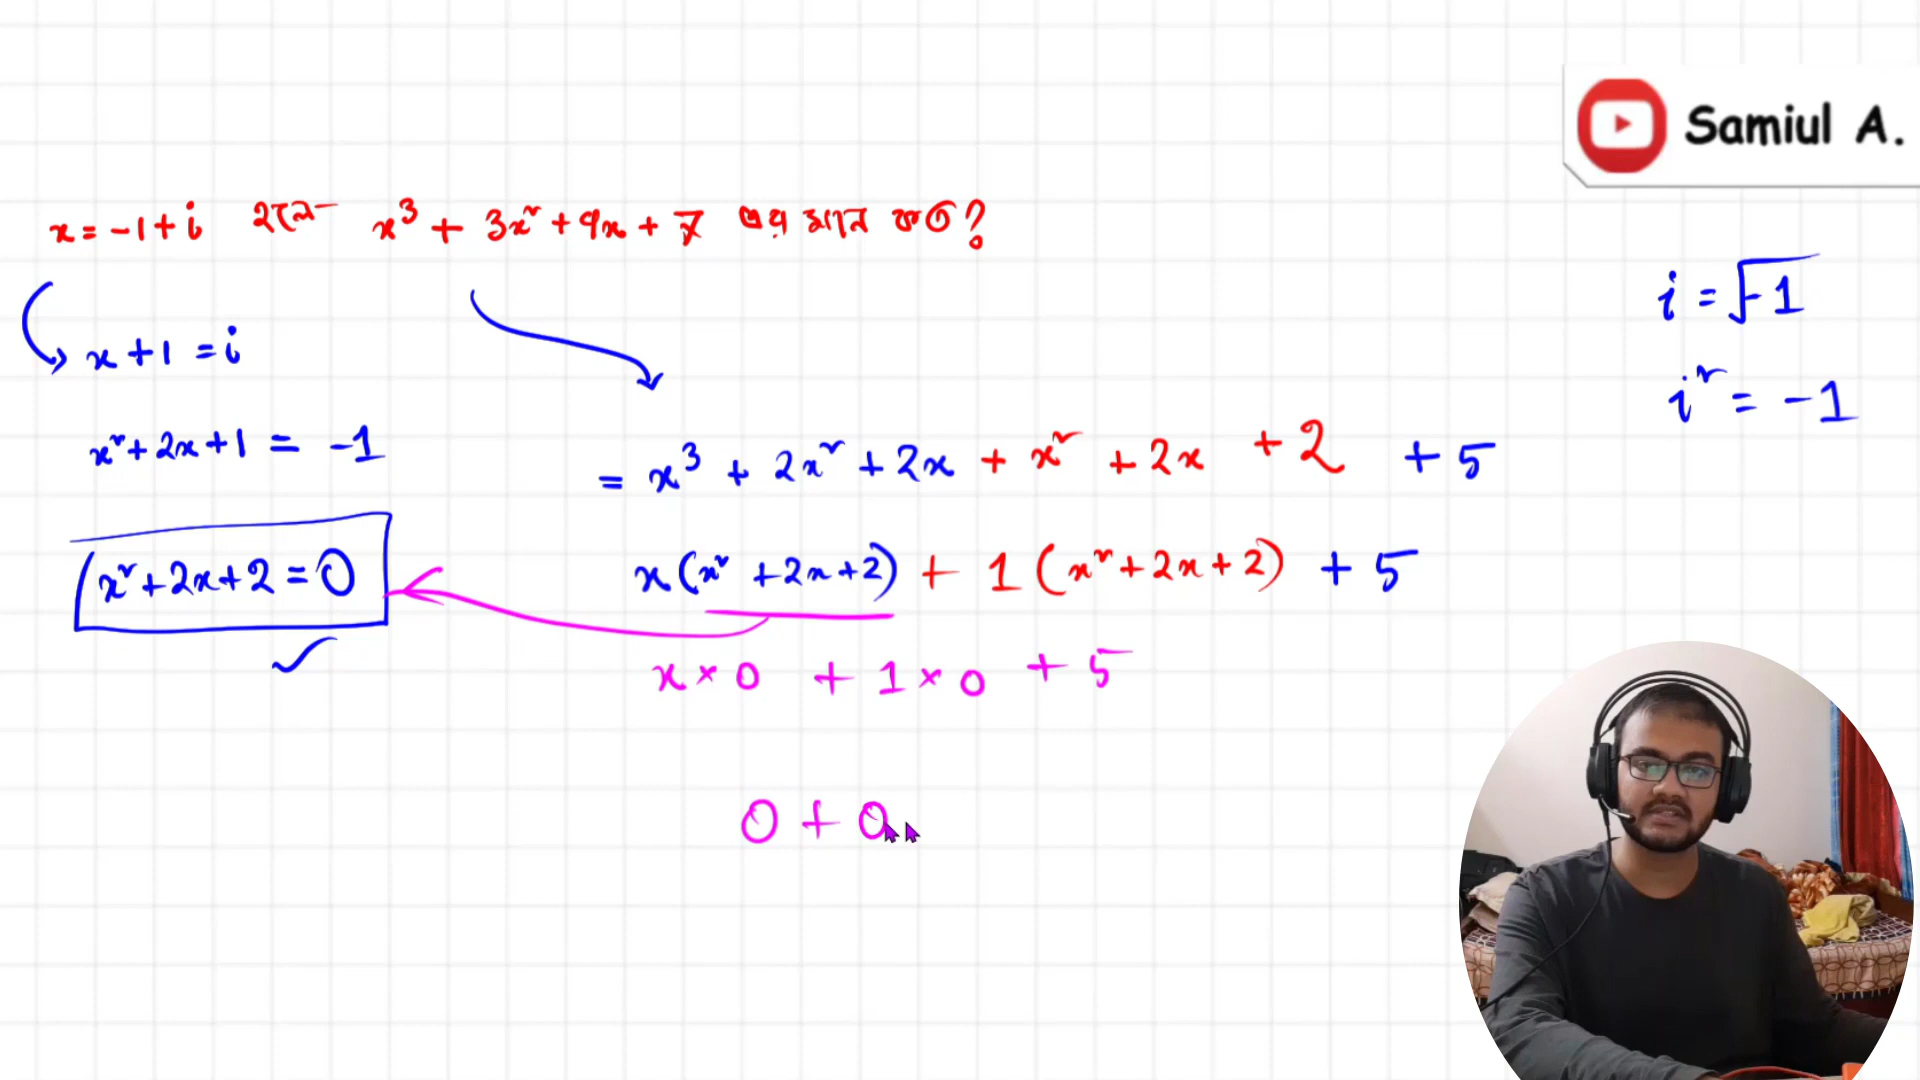 Samiul A.
x = -1 + i হলে x³ + 3x² + 4x + 7 এর মান কত?
i = √-1
x + 1 = i
i² = -1
x² + 2x + 1 = -1
= x³ + 2x² + 2x + x² + 2x + 2 + 5
x² + 2x + 2 = 0
x(x² + 2x + 2) + 1(x² + 2x + 2) + 5
x × 0 + 1 × 0 + 5
0 + 0